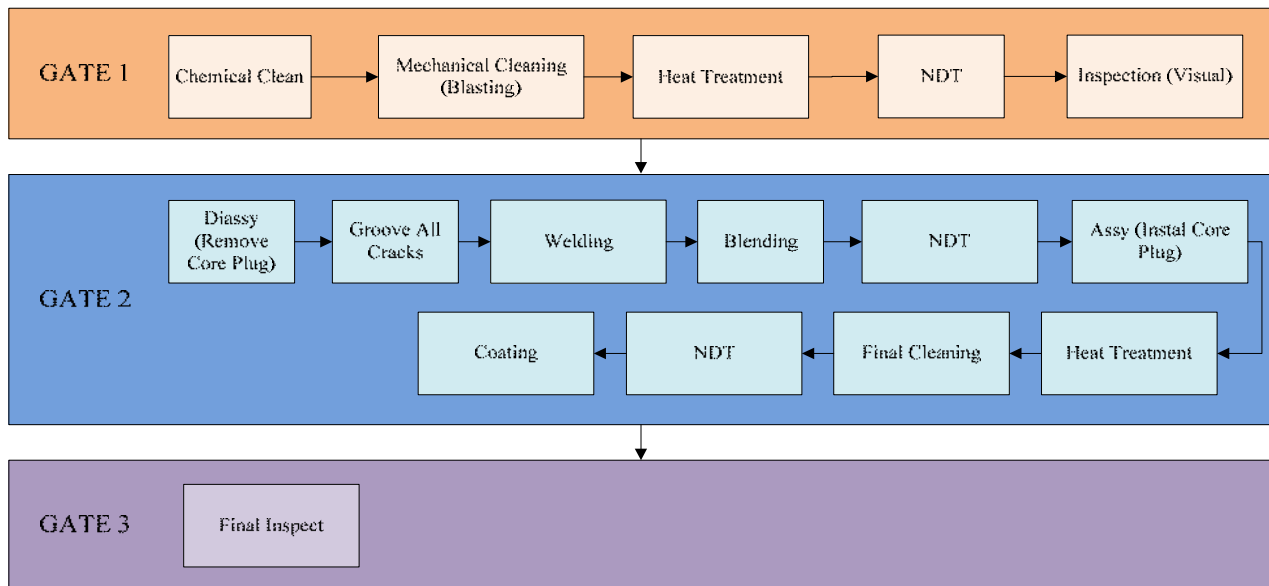 GATE 1
Chemical Clean
Mechanical Cleaning
(Blasting)
Heat Treatment
NDT
Inspection (Visual)
GATE 2
Diassy
(Remove
Core Plug)
Groove All
Cracks
Welding
Blending
NDT
Assy (Instal Core
Plug)
Heat Treatment
Final Cleaning
NDT
Coating
GATE 3
Final Inspect